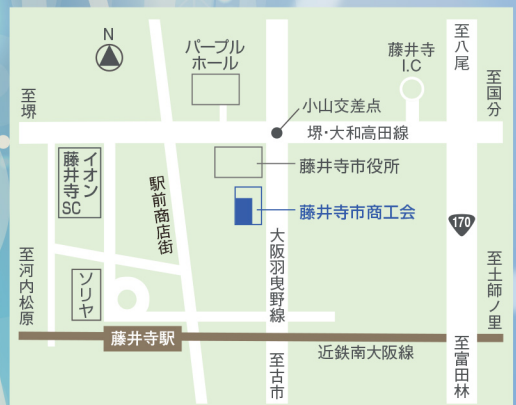 N
パープル
ホール
藤井寺
I.C
至八尾
至国分
至堺
小山交差点
堺・大和高田線
イオン
藤井寺
SC
駅前商店街
藤井寺市役所
藤井寺市商工会
170
大阪羽曳野線
至河内松原
ソリヤ
至土師ノ里
藤井寺駅
近鉄南大阪線
至古市
至富田林